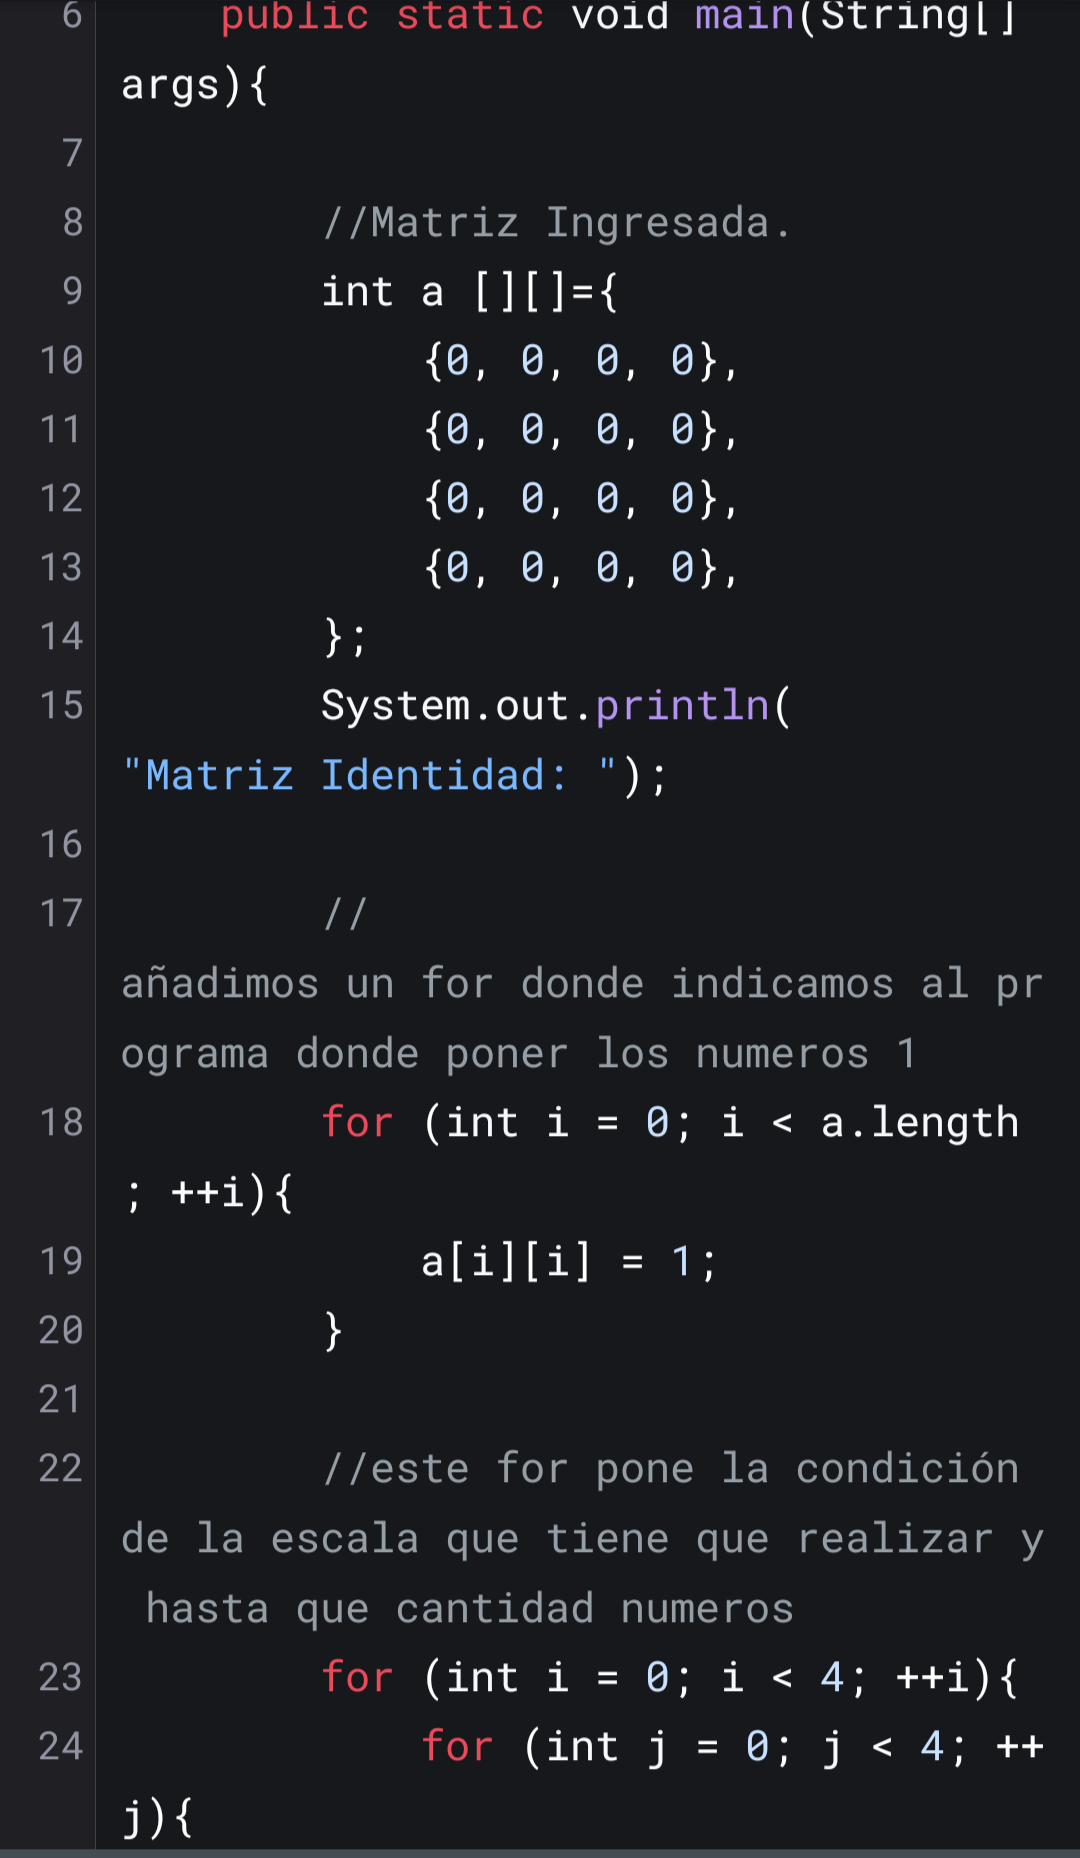 6 public static void main(String[]
args){
7
8 //Matriz Ingresada.
9 int a [][]={
10 {0, 0, 0, 0},
11 {0, 0, 0, 0},
12 {0, 0, 0, 0},
13 {0, 0, 0, 0},
14 };
15 System.out.println(
"Matriz Identidad: ");
16
17 //
añadimos un for donde indicamos al pr
ograma donde poner los numeros 1
18 for (int i = 0; i < a.length
; ++i){
19 a[i][i] = 1;
20 }
21
22 //este for pone la condición
de la escala que tiene que realizar y
hasta que cantidad numeros
23 for (int i = 0; i < 4; ++i){
24 for (int j = 0; j < 4; ++
j){